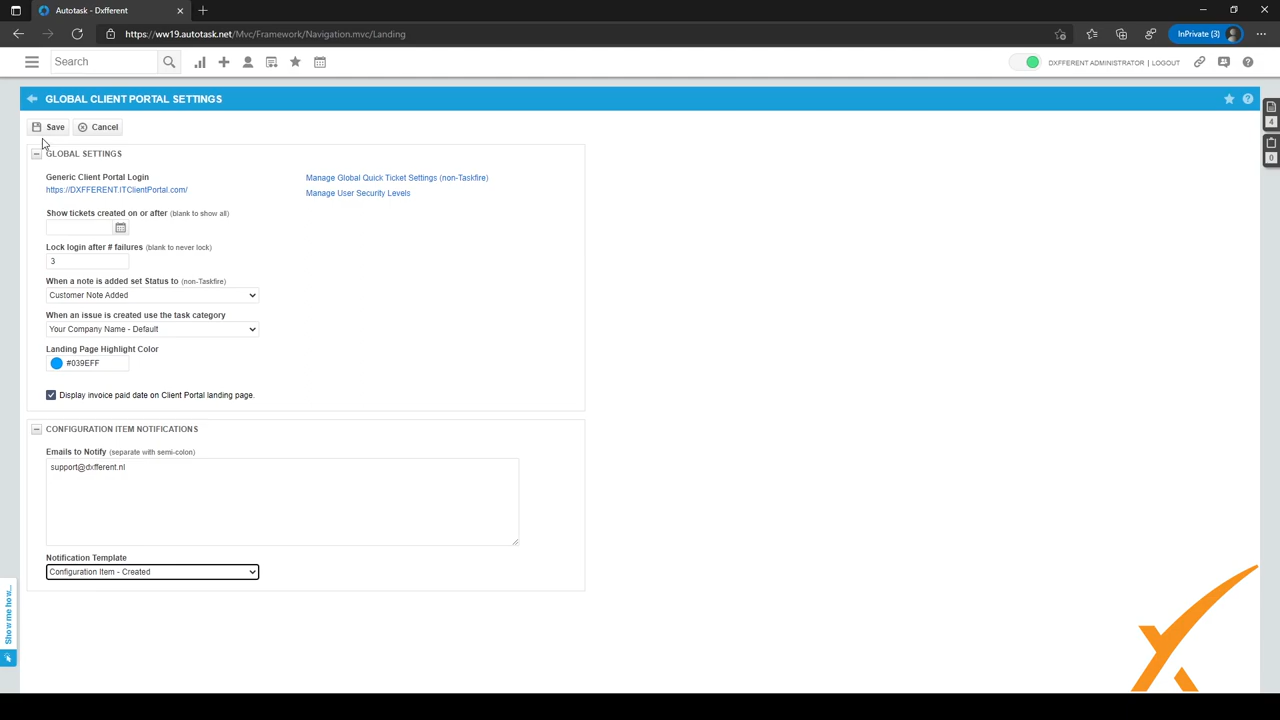 Autotask - Dxfferent
https://ww19.autotask.net/Mvc/Framework/Navigation.mvc/Landing
InPrivate (3)
Search
DXFFERENT ADMINISTRATOR | LOGOUT
GLOBAL CLIENT PORTAL SETTINGS
Save
Cancel
4
0
GLOBAL SETTINGS
Generic Client Portal Login
https://DXFFERENT.ITClientPortal.com/
Manage Global Quick Ticket Settings (non-Taskfire)
Manage User Security Levels
Show tickets created on or after (blank to show all)
Lock login after # failures (blank to never lock)
3
When a note is added set Status to (non-Taskfire)
Customer Note Added
When an issue is created use the task category
Your Company Name - Default
Landing Page Highlight Color
#039EFF
Display invoice paid date on Client Portal landing page.
CONFIGURATION ITEM NOTIFICATIONS
Emails to Notify (separate with semi-colon)
support@dxfferent.nl
Notification Template
Configuration Item - Created
Show me how...